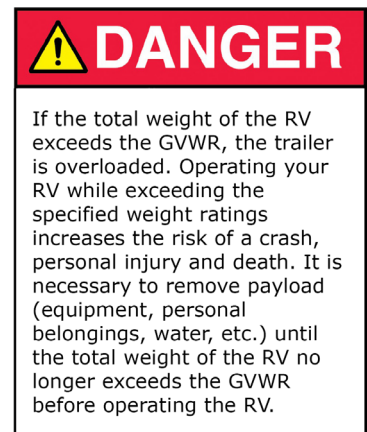 DANGER
If the total weight of the RV
exceeds the GVWR, the trailer
is overloaded. Operating your
RV while exceeding the
specified weight ratings
increases the risk of a crash,
personal injury and death. It is
necessary to remove payload
(equipment, personal
belongings, water, etc.) until
the total weight of the RV no
longer exceeds the GVWR
before operating the RV.